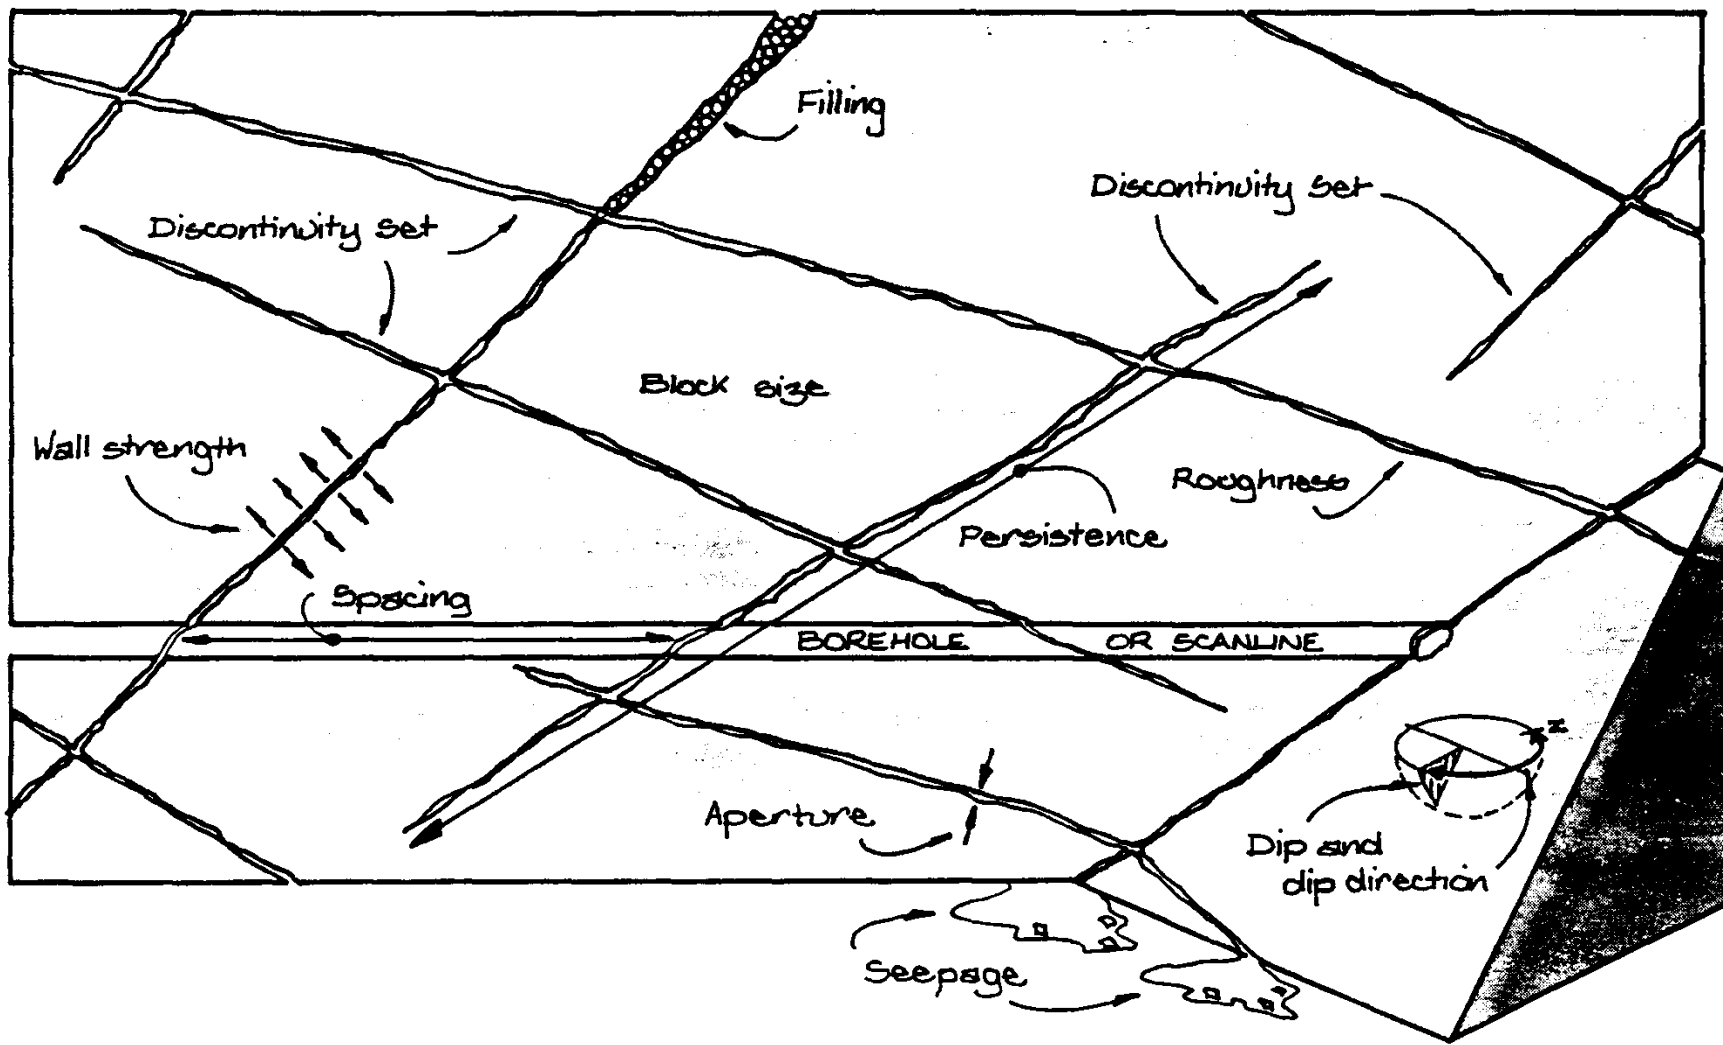 Filling
Discontinuity set
Discontinuity set
Block size
Wall strength
Roughness
Persistence
Spacing
BOREHOLE OR SCANLINE
N
Aperture
Dip and
dip direction
Seepage